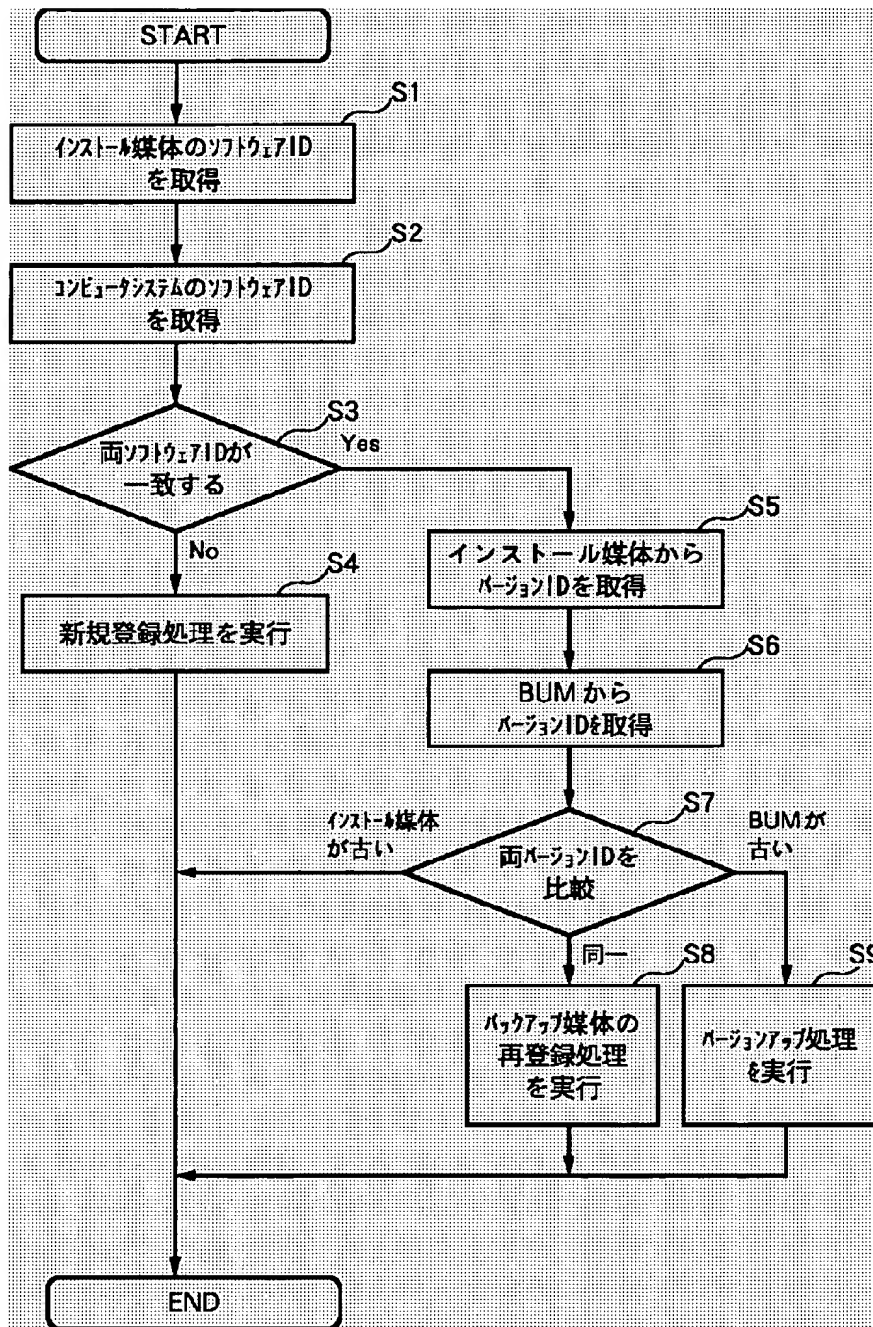 START
S1
インストール媒体のソフトウェアID
を取得
S2
コンピュータシステムのソフトウェアID
を取得
S3
両ソフトウェアIDが
一致する
Yes
No
S4
新規登録処理を実行
S5
インストール媒体から
バージョンIDを取得
S6
BUMから
バージョンIDを取得
S7
両バージョンIDを
比較
インストール媒体
が古い
BUMが
古い
同一
S8
バックアップ媒体の
再登録処理
を実行
S9
バージョンアップ処理
を実行
END